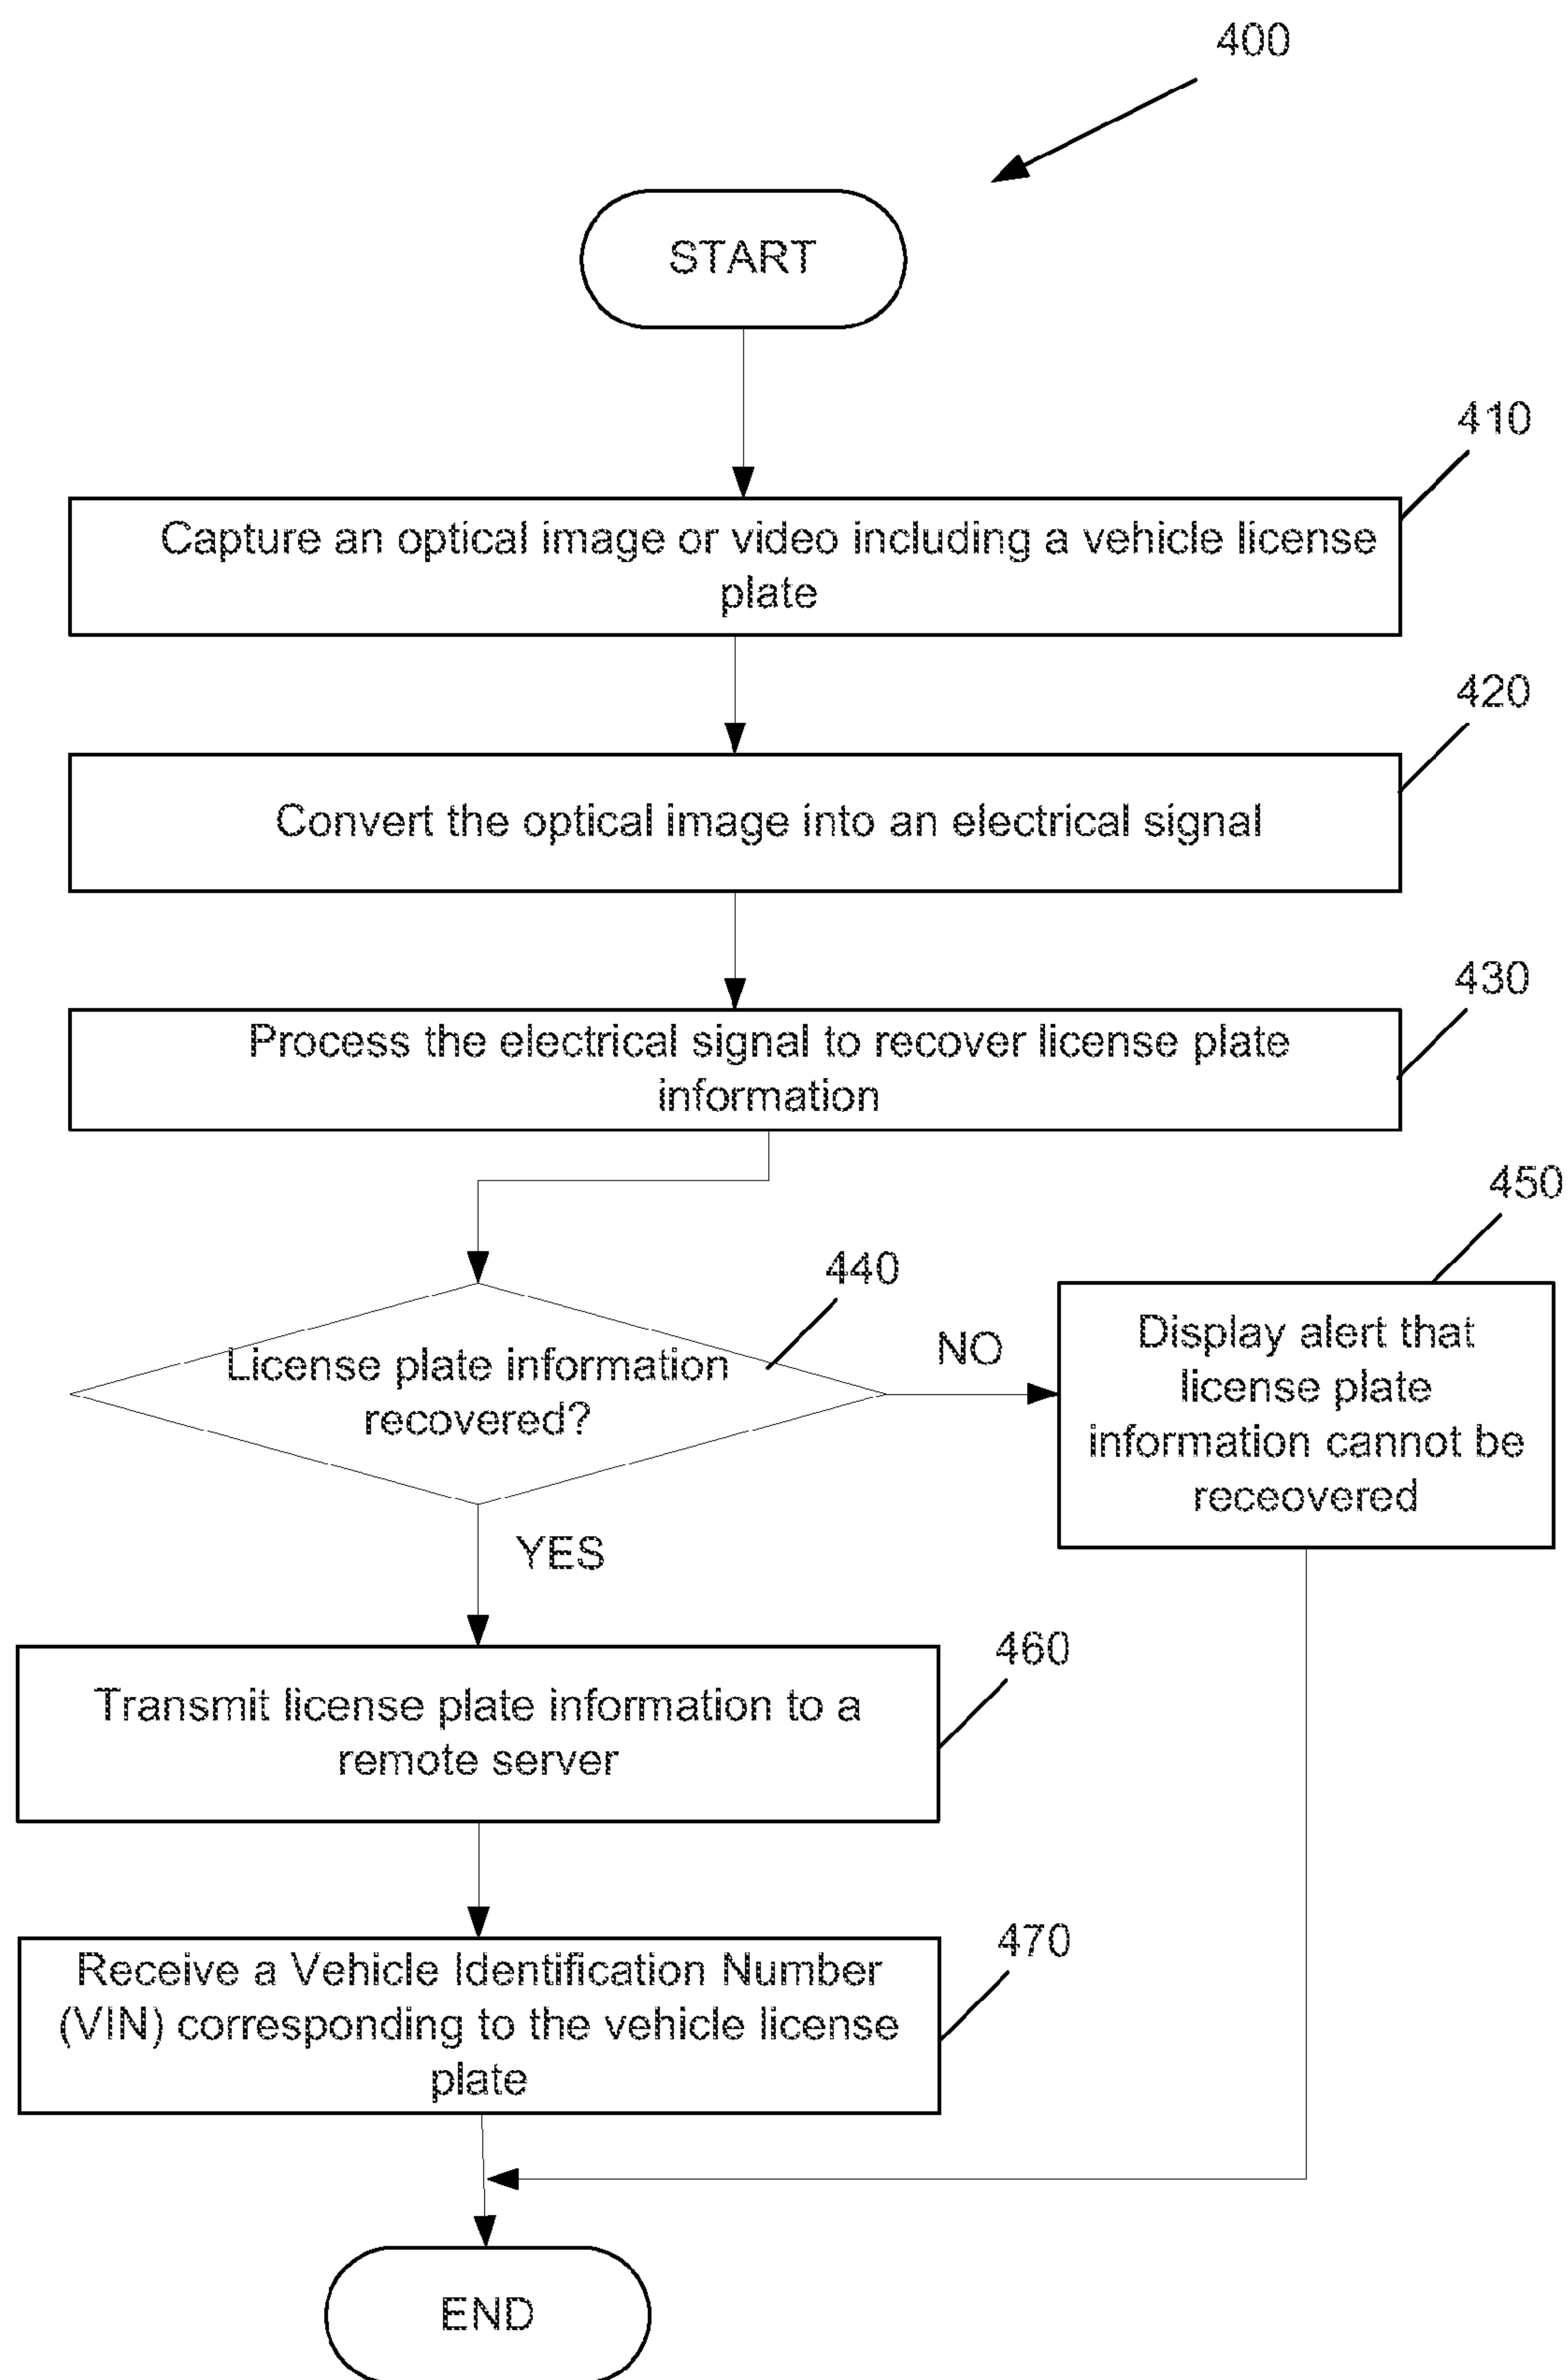 400
START
410
Capture an optical image or video including a vehicle license
plate
420
Convert the optical image into an electrical signal
430
Process the electrical signal to recover license plate
information
440
License plate information
recovered?
NO
450
Display alert that
license plate
information cannot be
receovered
YES
460
Transmit license plate information to a
remote server
470
Receive a Vehicle Identification Number
(VIN) corresponding to the vehicle license
plate
END